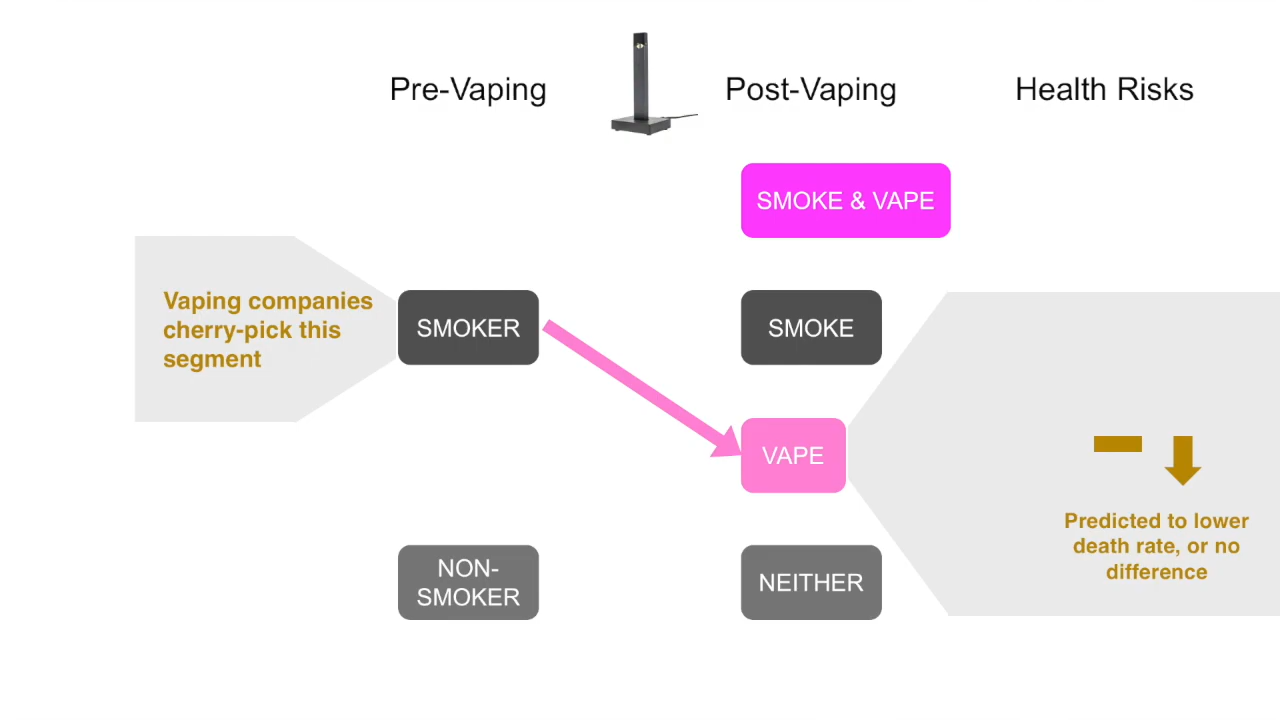 Pre-Vaping
Post-Vaping
Health Risks
SMOKE & VAPE
Vaping companies
cherry-pick this
segment
SMOKER
SMOKE
VAPE
Predicted to lower
death rate, or no
difference
NON-
SMOKER
NEITHER